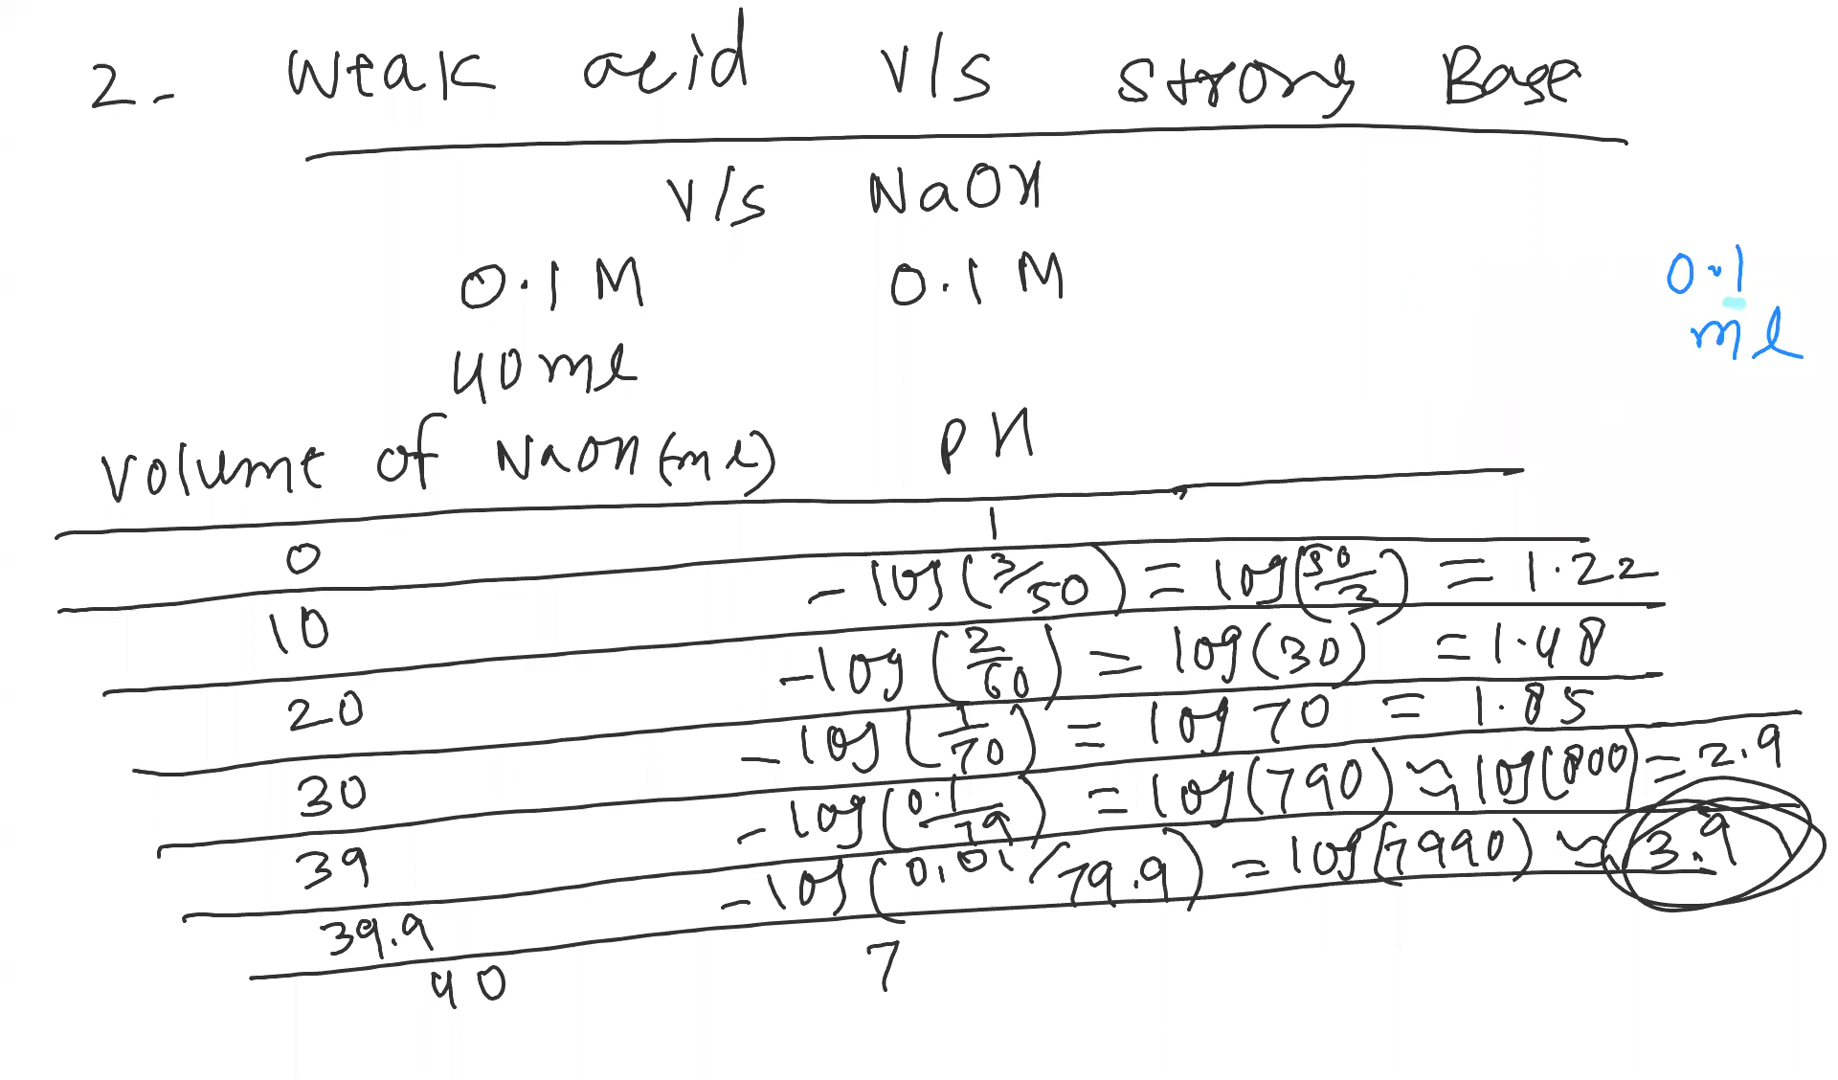 2. Weak acid V/s Strong Base
V/s NaOH
0.1 M 0.1 M
0.1
40 ml
ml
Volume of NaOH (ml) pH
0 1
10 - log (3/50) = log (50/3) = 1.22
20 - log (2/60) = log (30) = 1.48
30 - log (1/70) = log 70 = 1.85
39 - log (0.1/79) = log (790) ≈ log (800) = 2.9
39.9 - log (0.01/79.9) = log (7990) ≈ 3.9
40 7